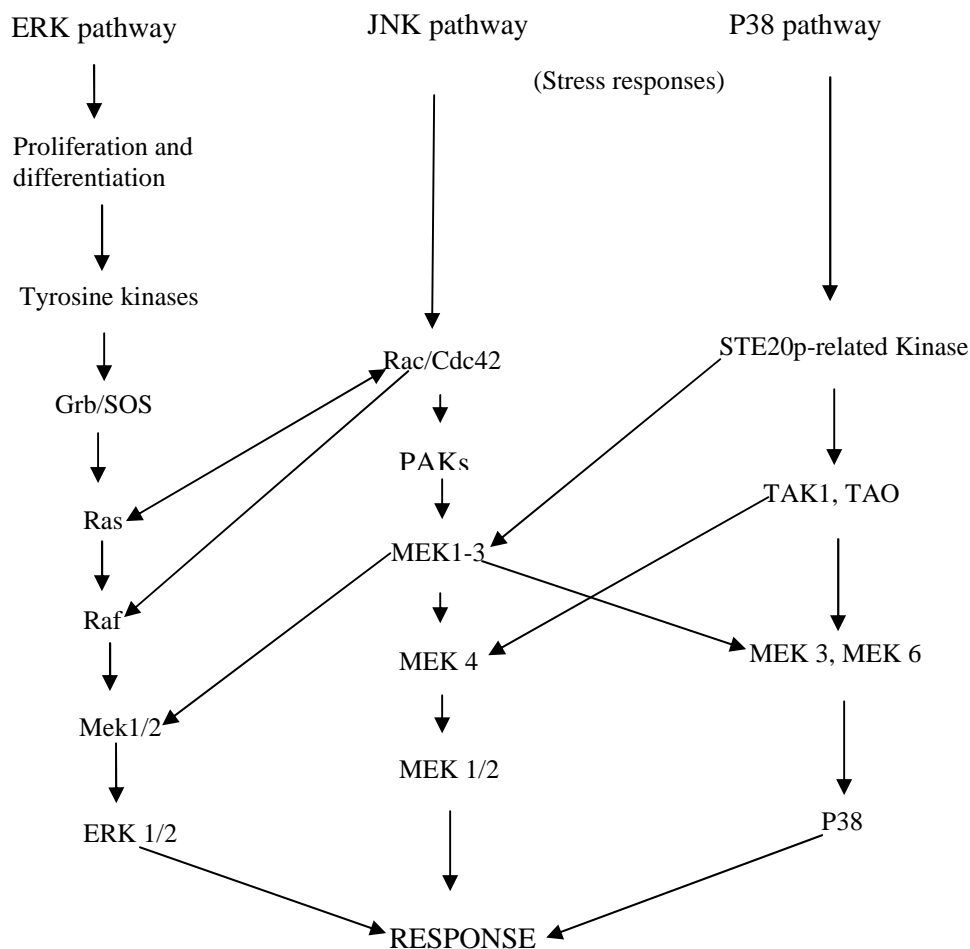 ERK pathway
JNK pathway
P38 pathway
(Stress responses)
Proliferation and
differentiation
Tyrosine kinases
Rac/Cdc42
STE20p-related Kinase
Grb/SOS
PAKs
TAK1, TAO
Ras
MEK1-3
Raf
MEK 4
MEK 3, MEK 6
Mek1/2
MEK 1/2
ERK 1/2
P38
RESPONSE